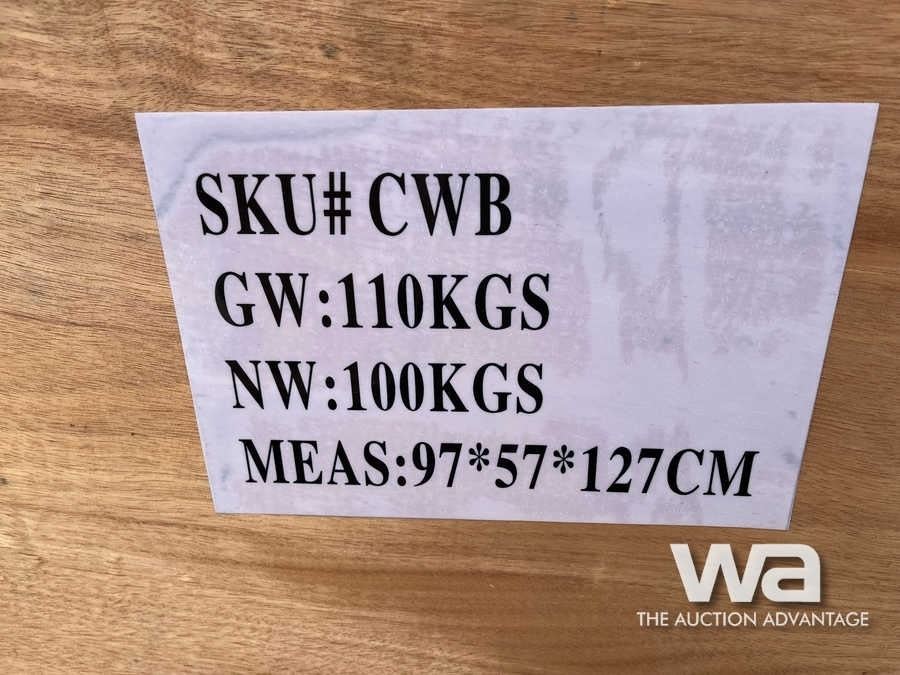 SKU# CWB
GW:110KGS
NW:100KGS
MEAS:97*57*127CM
wa
THE AUCTION ADVANTAGE